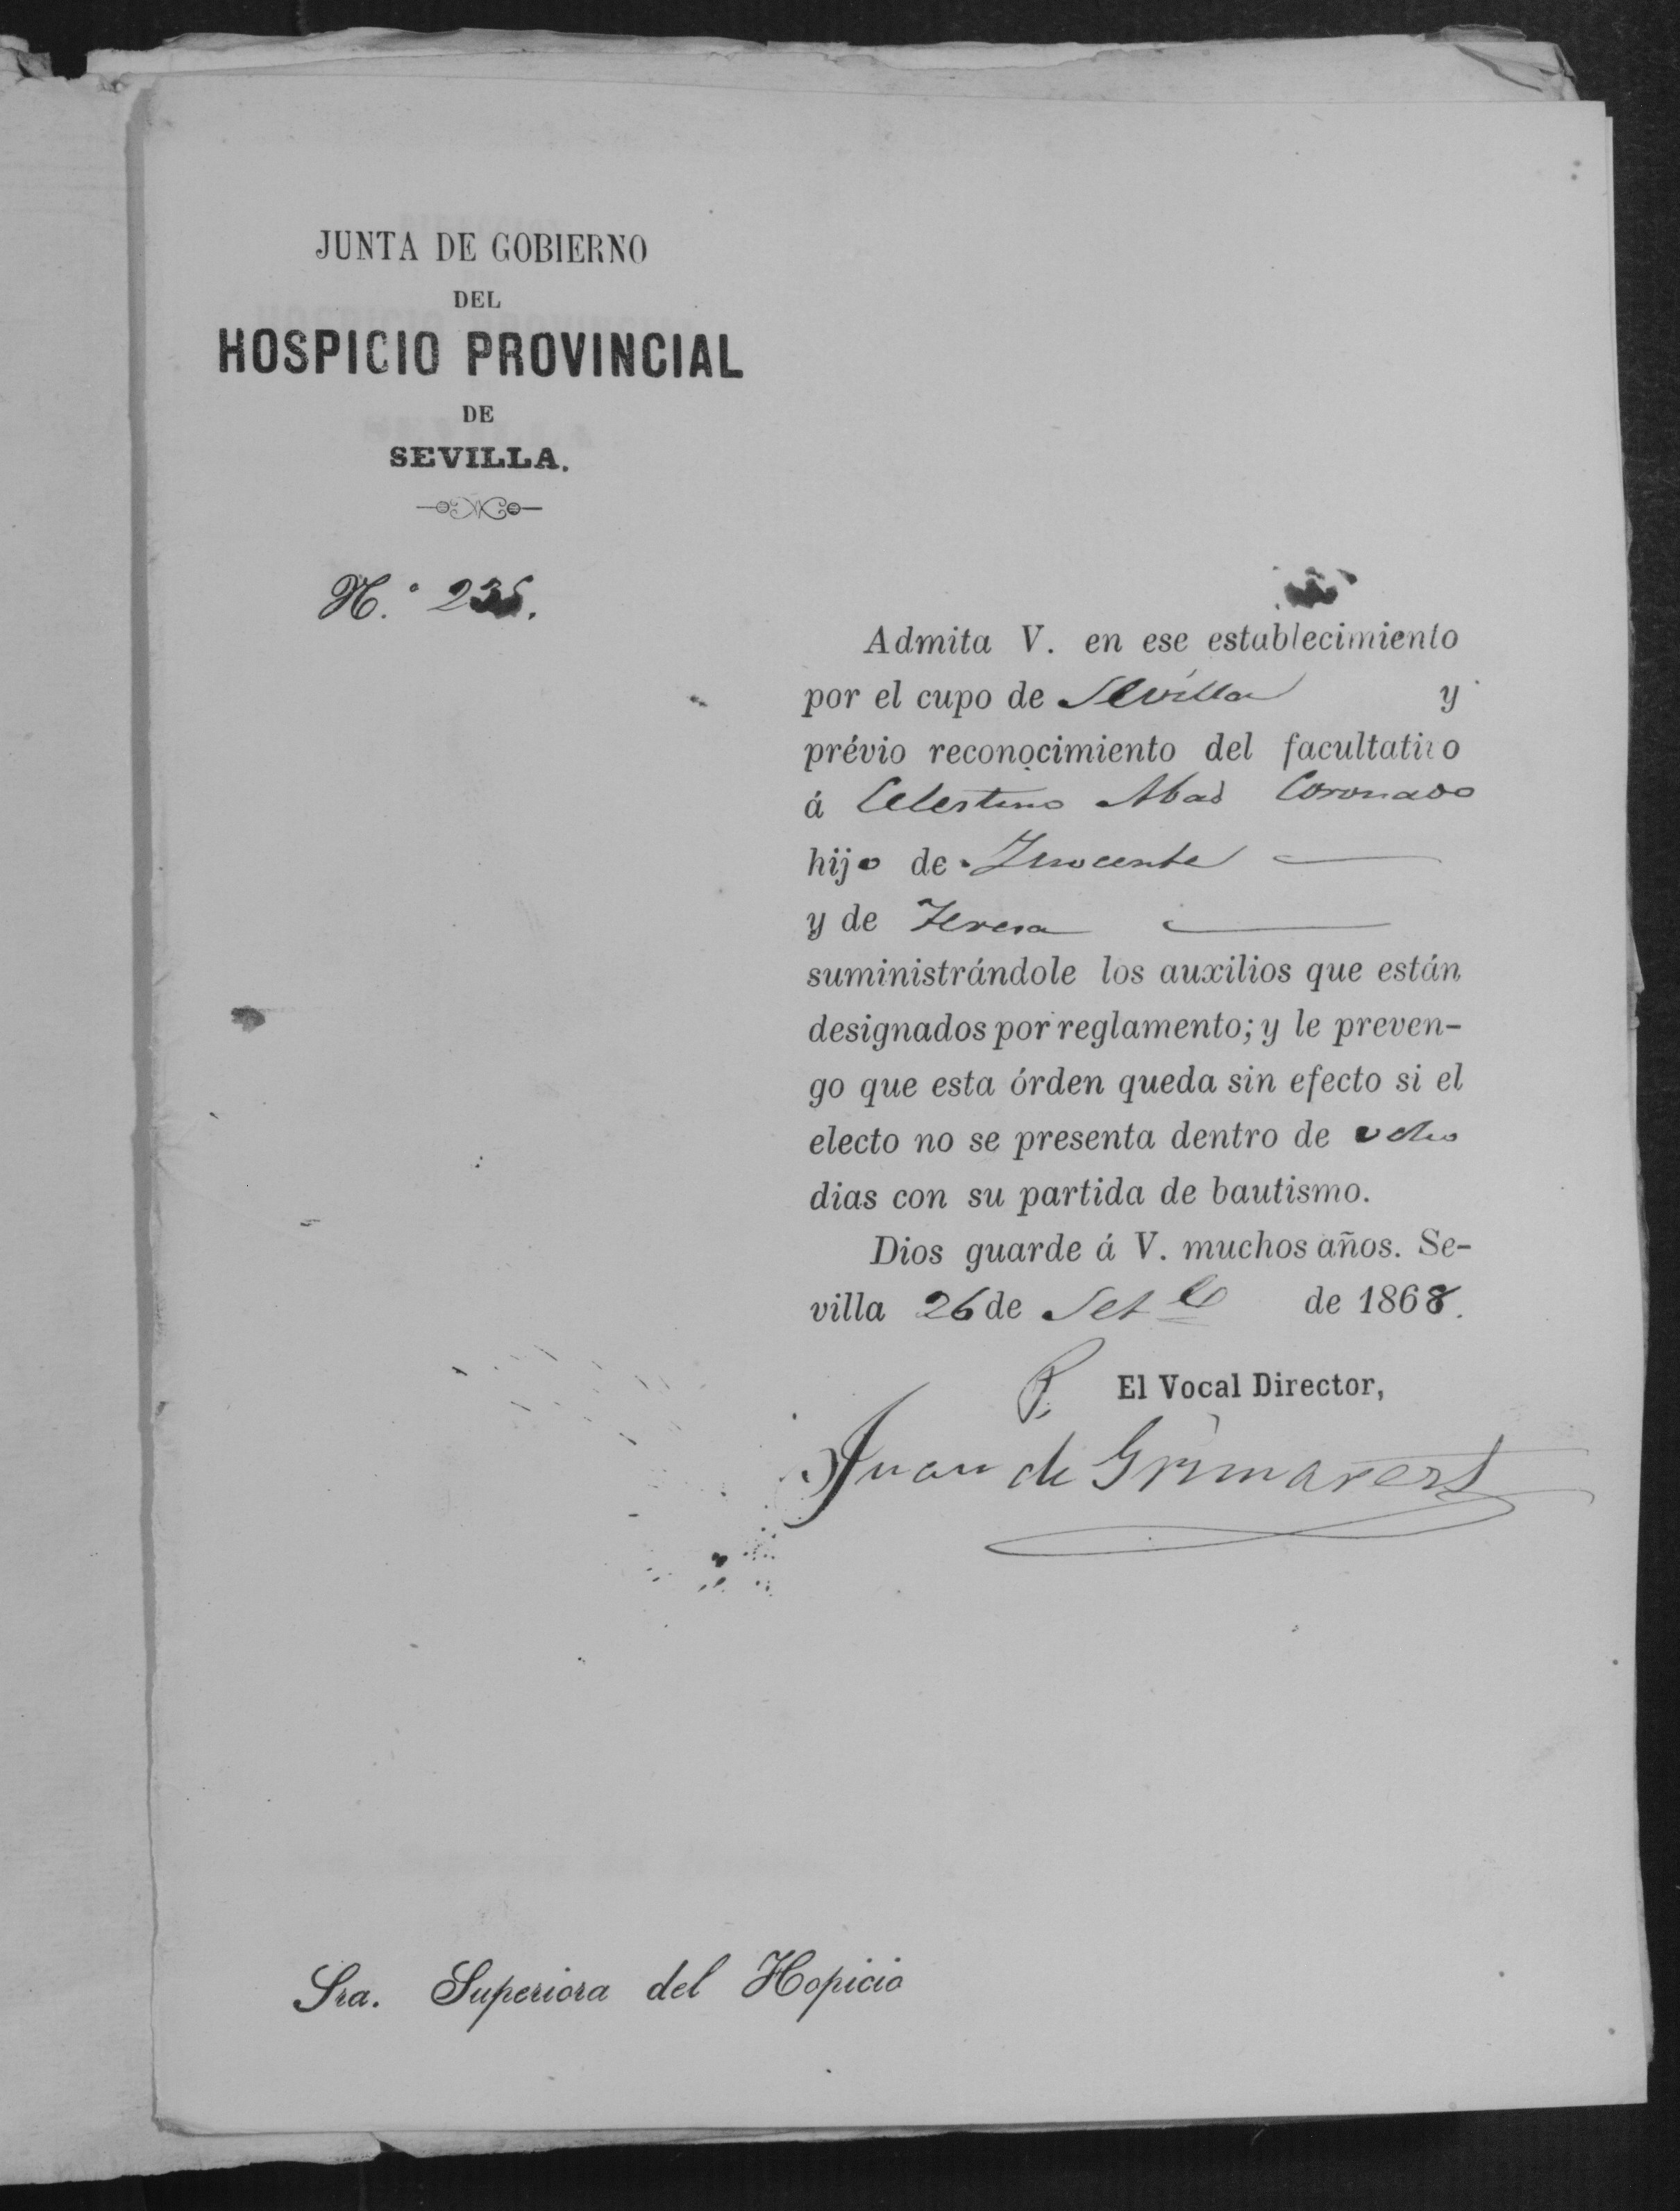 JUNTA DE GOBIERNO
DEL
HOSPICIO PROVINCIAL
DE
SEVILLA.
N.º 235.
Admita V. en ese establecimiento
por el cupo de Sevilla y
prévio reconocimiento del facultativo
á Celestino Abad Coronado
hijo de Inocente
y de Teresa
suministrándole los auxilios que están
designados por reglamento; y le preven-
go que esta órden queda sin efecto si el
electo no se presenta dentro de ocho
dias con su partida de bautismo.
Dios guarde á V. muchos años. Se-
villa 26 de Set.e de 1868.
P. El Vocal Director,
Juan de Grimarest
Sra. Superiora del Hopicio